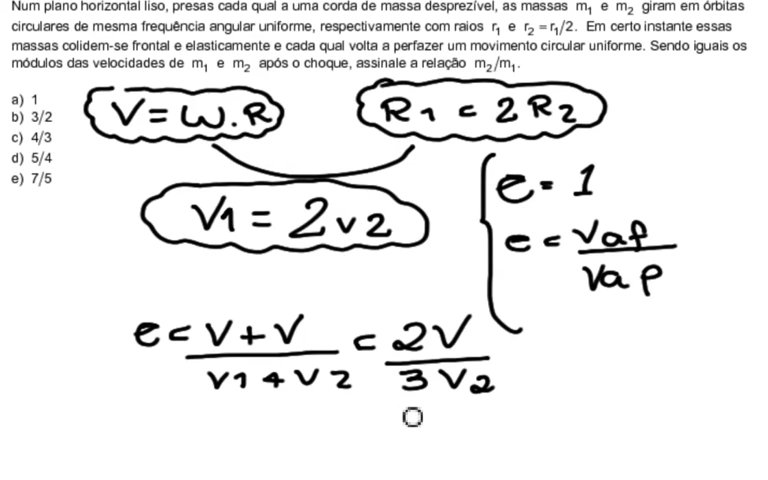 Num plano horizontal liso, presas cada qual a uma corda de massa desprezível, as massas m₁ e m₂ giram em órbitas
circulares de mesma frequência angular uniforme, respectivamente com raios r₁ e r₂ = r₁/2. Em certo instante essas
massas colidem-se frontal e elasticamente e cada qual volta a perfazer um movimento circular uniforme. Sendo iguais os
módulos das velocidades de m₁ e m₂ após o choque, assinale a relação m₂/m₁.
a) 1
b) 3/2
c) 4/3
d) 5/4
e) 7/5
V = W.R
R1 = 2R2
V1 = 2v2
e = 1
e = Vaf / Vap
e = V+V / V1+V2 = 2V / 3V2